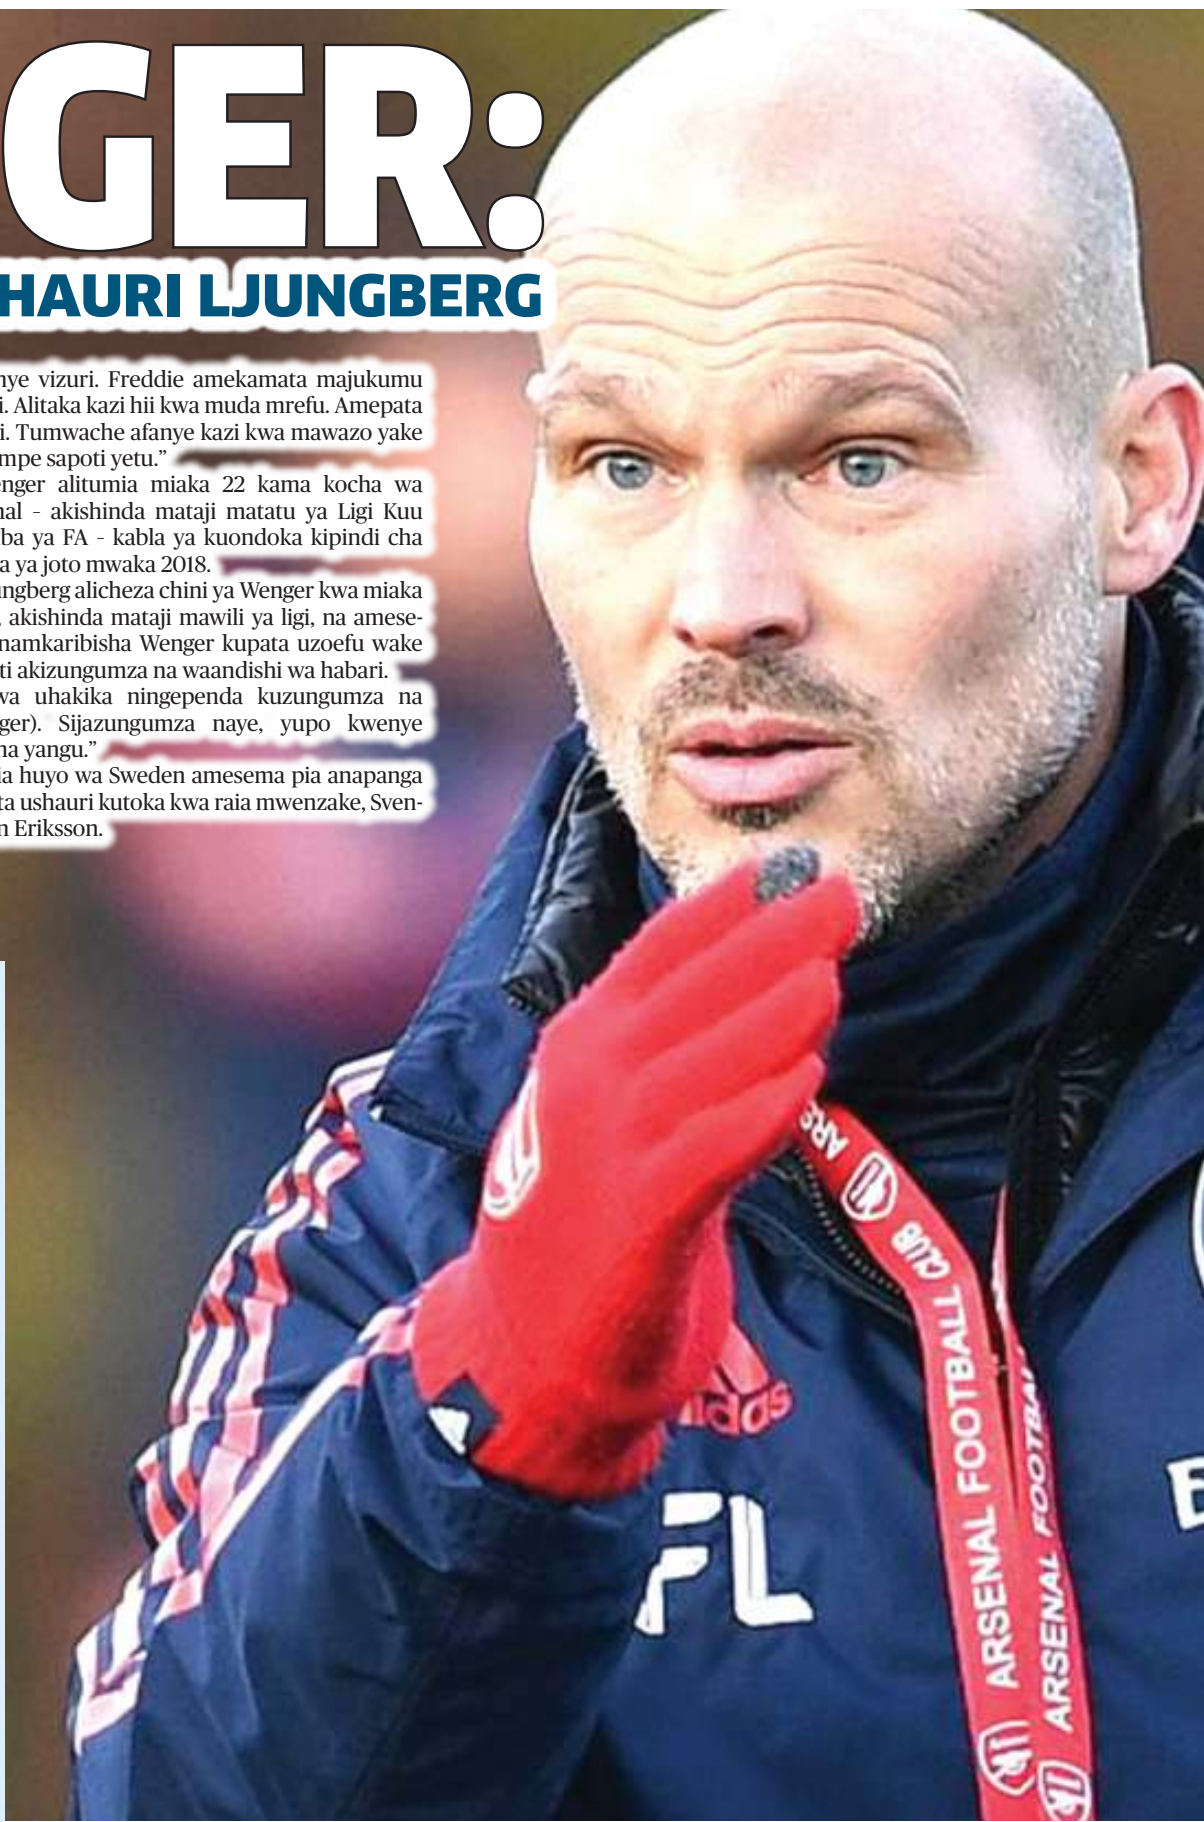 GER:
HAURI LJUNGBERG
nye vizuri. Freddie amekamata majukumu
i. Alitaka kazi hii kwa muda mrefu. Amepata
i. Tumwache afanye kazi kwa mawazo yake
mpe sapoti yetu.”
enger alitumia miaka 22 kama kocha wa
nal - akishinda mataji matatu ya Ligi Kuu
ba ya FA - kabla ya kuondoka kipindi cha
a ya joto mwaka 2018.
ungberg alicheza chini ya Wenger kwa miaka
, akishinda mataji mawili ya ligi, na amese-
namkaribisha Wenger kupata uzoefu wake
ti akizungumza na waandishi wa habari.
wa uhakika ningependa kuzungumza na
ger). Sijazungumza naye, yupo kwenye
na yangu.”
ia huyo wa Sweden amesema pia anapanga
ta ushauri kutoka kwa raia mwenzake, Sven-
n Eriksson.
ARS
CLUB
ARSENAL FOOTBALL
ARSENAL FOOTBAL
adidas
FL
E